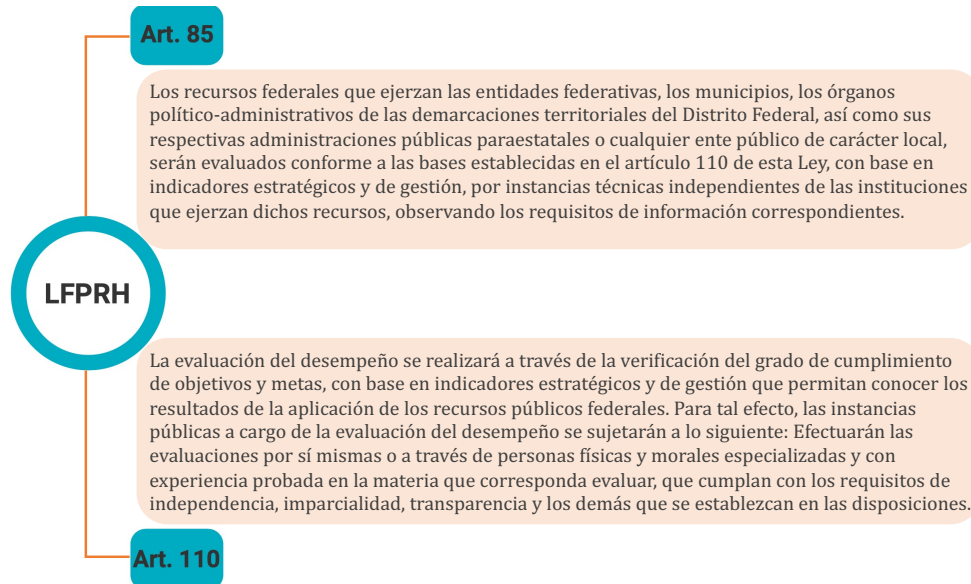 Art. 85
Los recursos federales que ejerzan las entidades federativas, los municipios, los órganos
político-administrativos de las demarcaciones territoriales del Distrito Federal, así como sus
respectivas administraciones públicas paraestatales o cualquier ente público de carácter local,
serán evaluados conforme a las bases establecidas en el artículo 110 de esta Ley, con base en
indicadores estratégicos y de gestión, por instancias técnicas independientes de las instituciones
que ejerzan dichos recursos, observando los requisitos de información correspondientes.
LFPRH
La evaluación del desempeño se realizará a través de la verificación del grado de cumplimiento
de objetivos y metas, con base en indicadores estratégicos y de gestión que permitan conocer los
resultados de la aplicación de los recursos públicos federales. Para tal efecto, las instancias
públicas a cargo de la evaluación del desempeño se sujetarán a lo siguiente: Efectuarán las
evaluaciones por sí mismas o a través de personas físicas y morales especializadas y con
experiencia probada en la materia que corresponda evaluar, que cumplan con los requisitos de
independencia, imparcialidad, transparencia y los demás que se establezcan en las disposiciones.
Art. 110